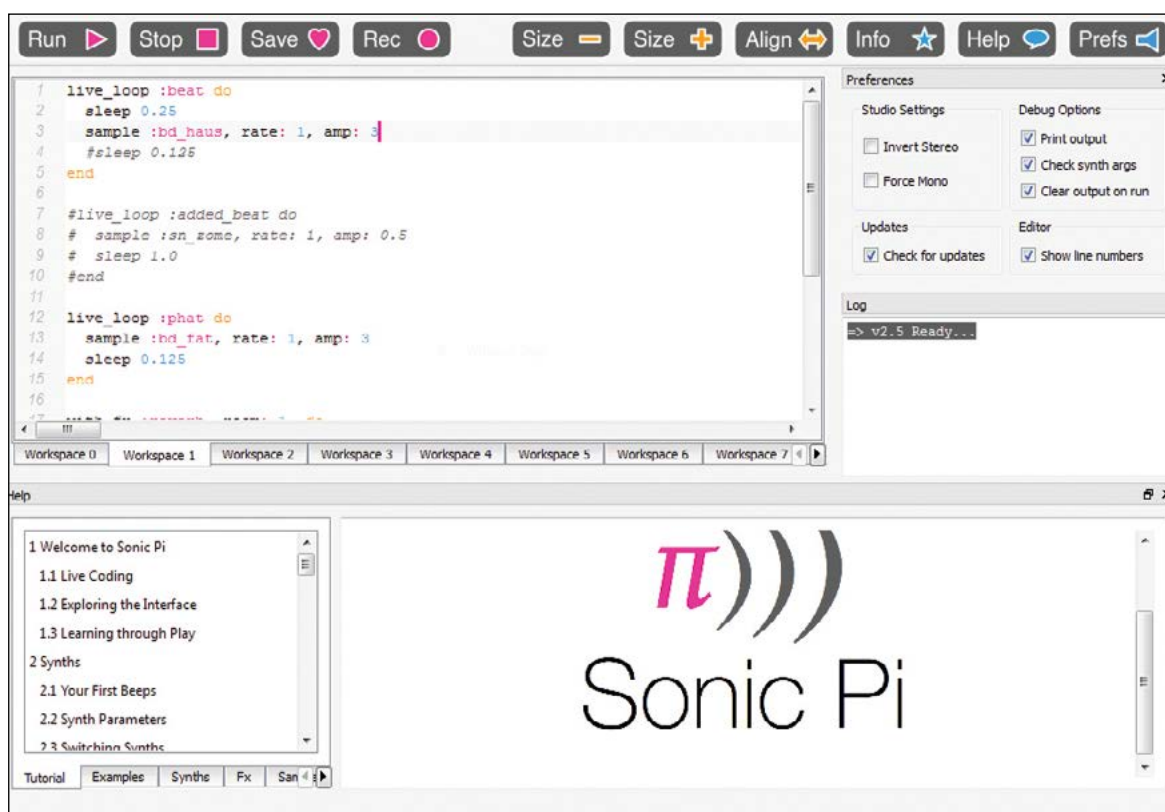 Run Stop Save Rec Size Size Align Info Help Prefs
1 live_loop :beat do
2 sleep 0.25
3 sample :bd_haus, rate: 1, amp: 3
4 #sleep 0.125
5 end
6
7 #live_loop :added_beat do
8 # sample :sn_zome, rate: 1, amp: 0.5
9 # sleep 1.0
10 #end
11
12 live_loop :phat do
13 sample :bd_fat, rate: 1, amp: 3
14 sleep 0.125
15 end
16
17
Workspace 0 Workspace 1 Workspace 2 Workspace 3 Workspace 4 Workspace 5 Workspace 6 Workspace 7
Preferences
Studio Settings
Invert Stereo
Force Mono
Debug Options
Print output
Check synth args
Clear output on run
Updates
Check for updates
Editor
Show line numbers
Log
=> v2.5 Ready...
Help
1 Welcome to Sonic Pi
1.1 Live Coding
1.2 Exploring the Interface
1.3 Learning through Play
2 Synths
2.1 Your First Beeps
2.2 Synth Parameters
2.3 Switching Synths
Tutorial Examples Synths Fx
π)))
Sonic Pi